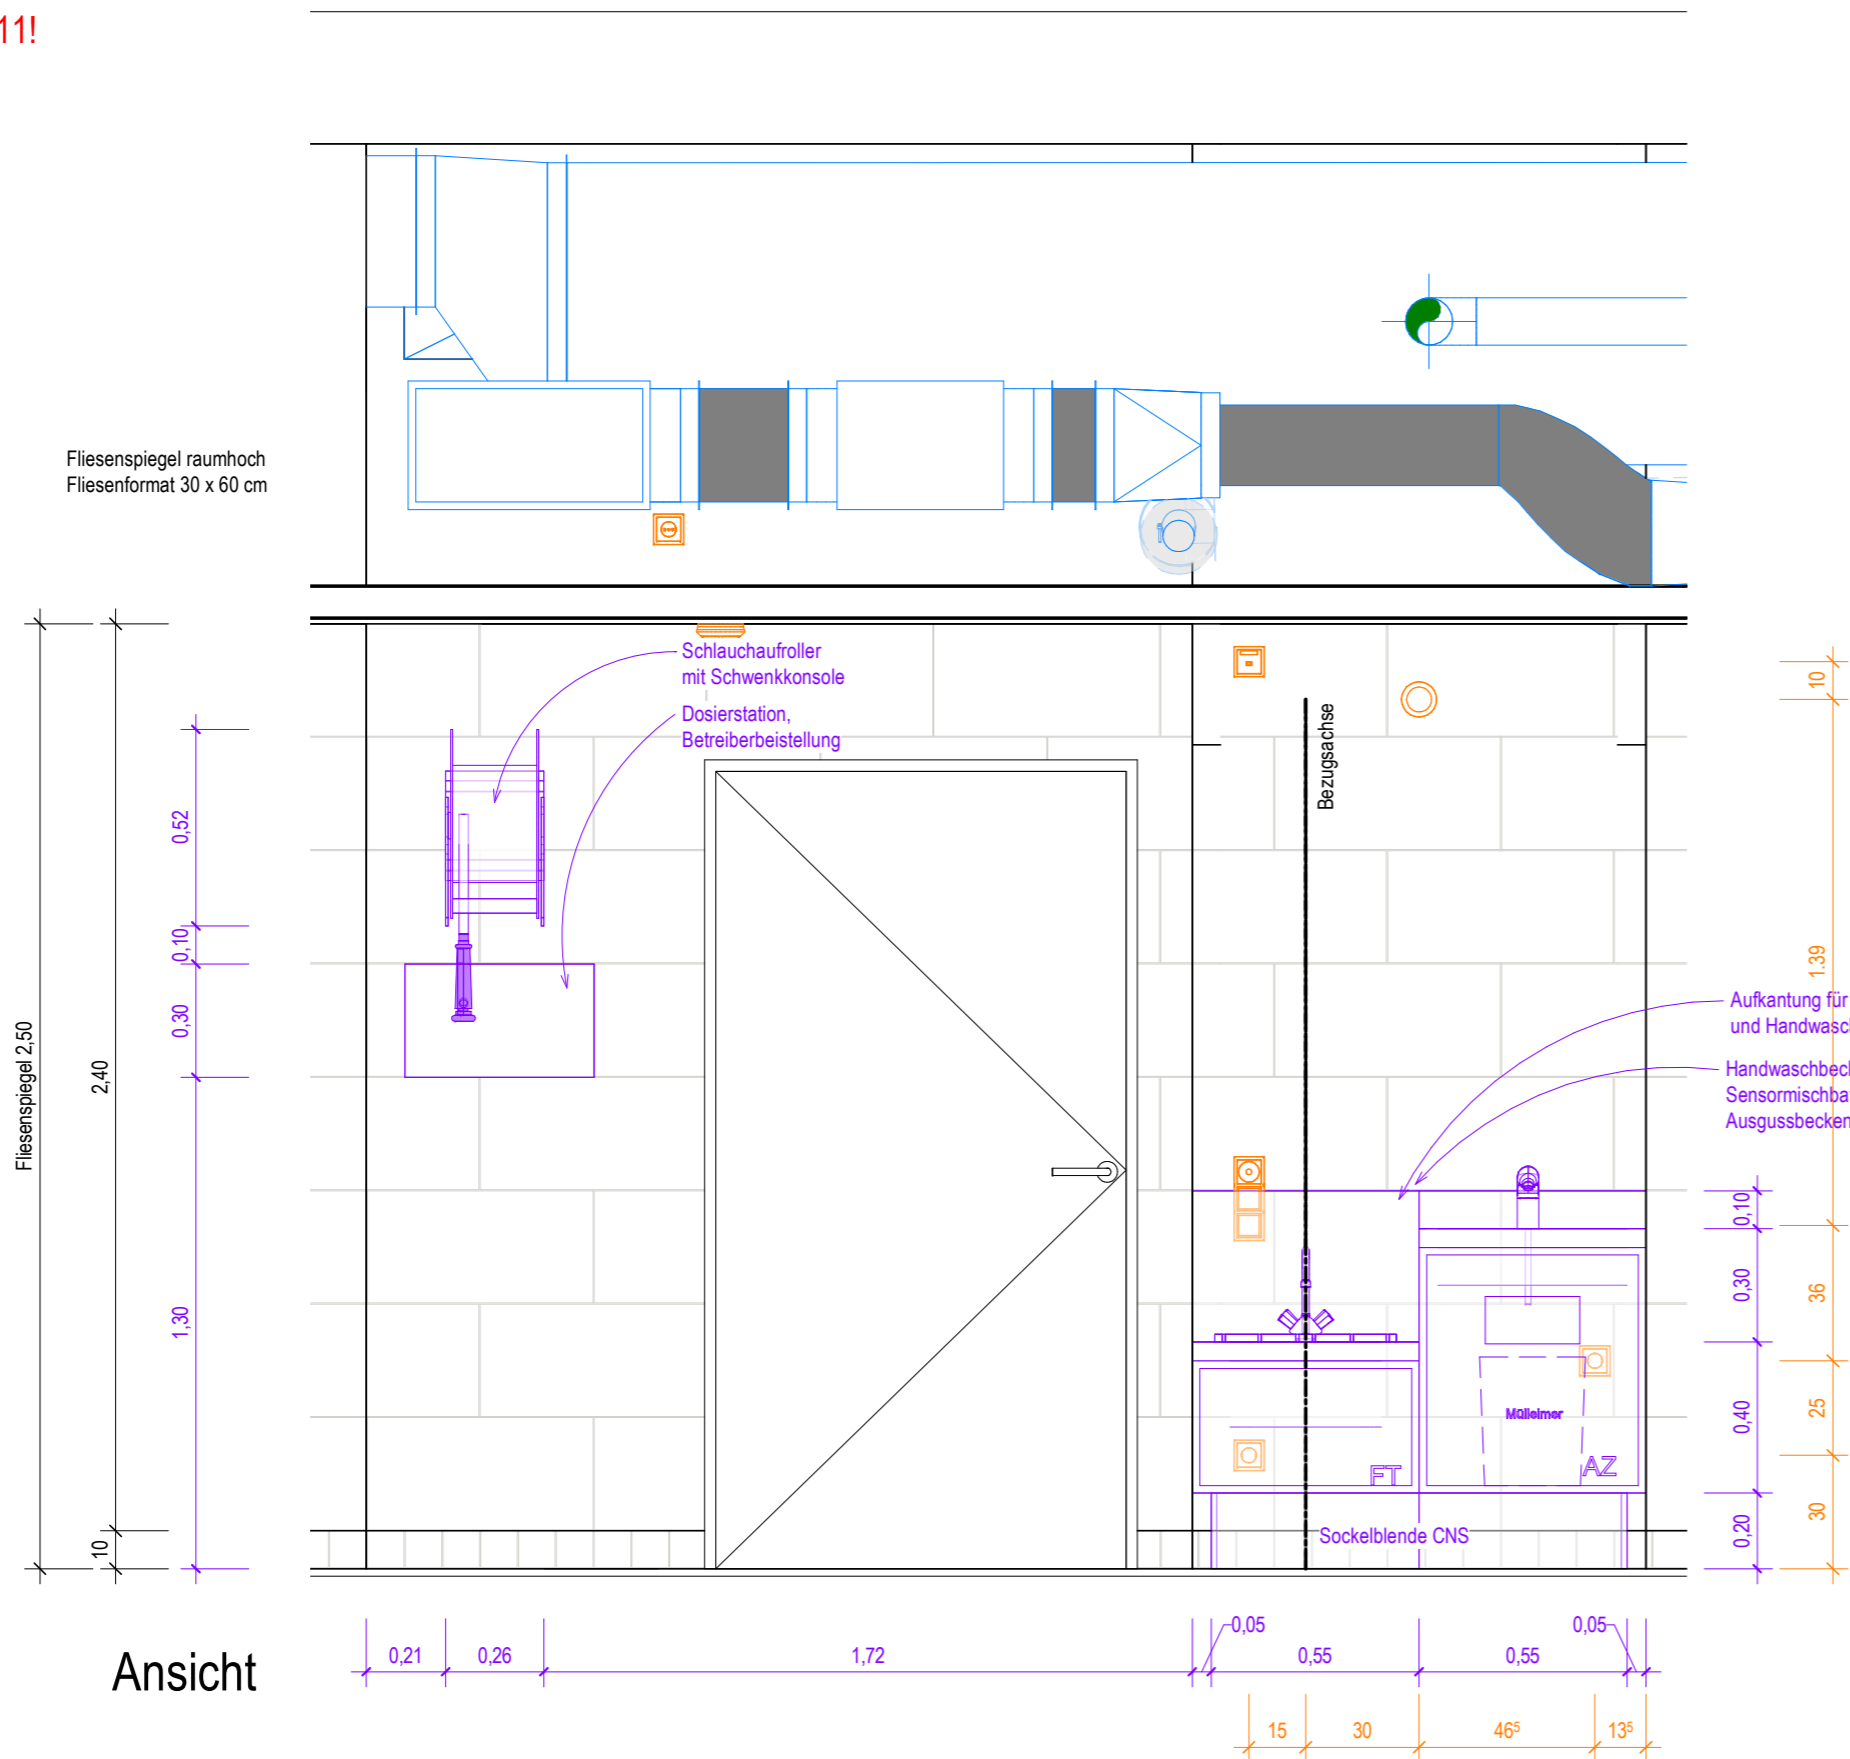 11!
Fliesenspiegel raumhoch
Fliesenformat 30 x 60 cm
Schlauchaufroller
mit Schwenkkonsole
Dosierstation,
Betreiberbeistellung
Bezugsachse
Aufkantung für
und Handwasch
Handwaschbeck
Sensormischba
Ausgussbecken
Fliesenspiegel 2,50
2,40
10
0,52
0,10
0,30
1,30
10
1.39
36
25
30
0,10
0,30
0,40
0,20
Mülleimer
FT
AZ
Sockelblende CNS
Ansicht
0,21
0,26
1,72
0,05
0,55
0,55
0,05
15
30
46⁵
13⁵